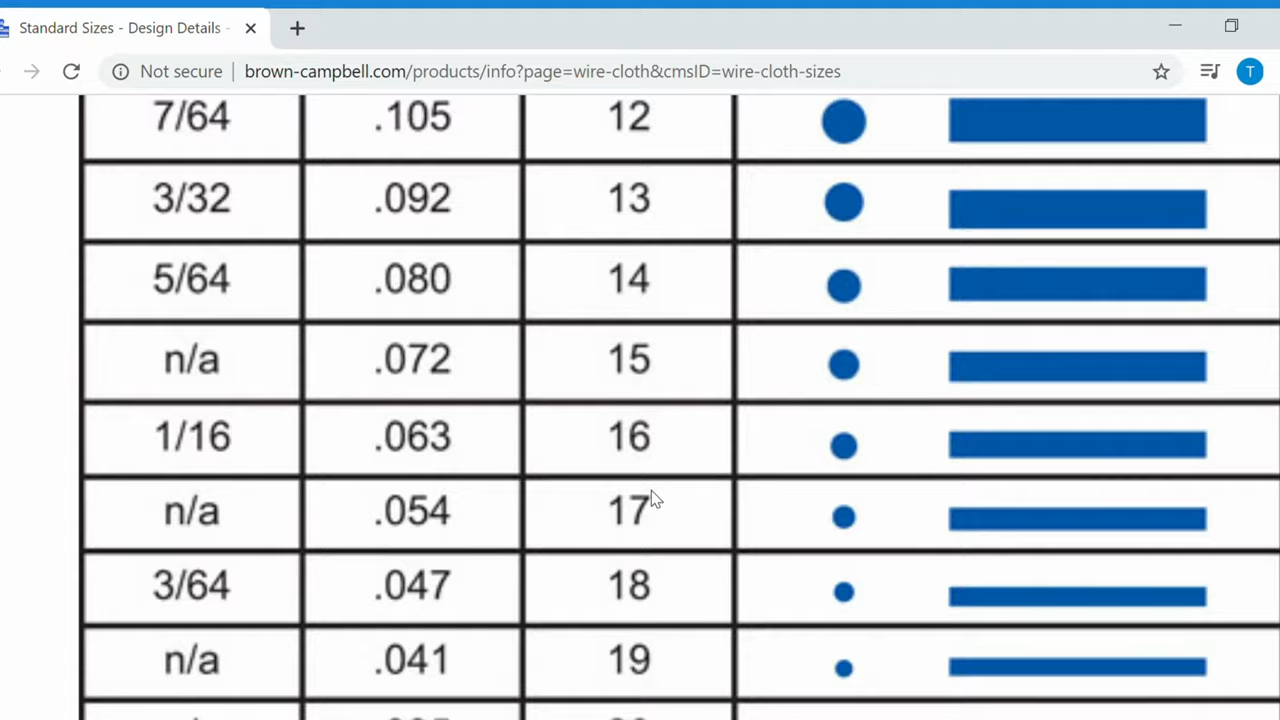 Standard Sizes - Design Details -
Not secure | brown-campbell.com/products/info?page=wire-cloth&cmsID=wire-cloth-sizes
T
7/64 .105 12
3/32 .092 13
5/64 .080 14
n/a .072 15
1/16 .063 16
n/a .054 17
3/64 .047 18
n/a .041 19